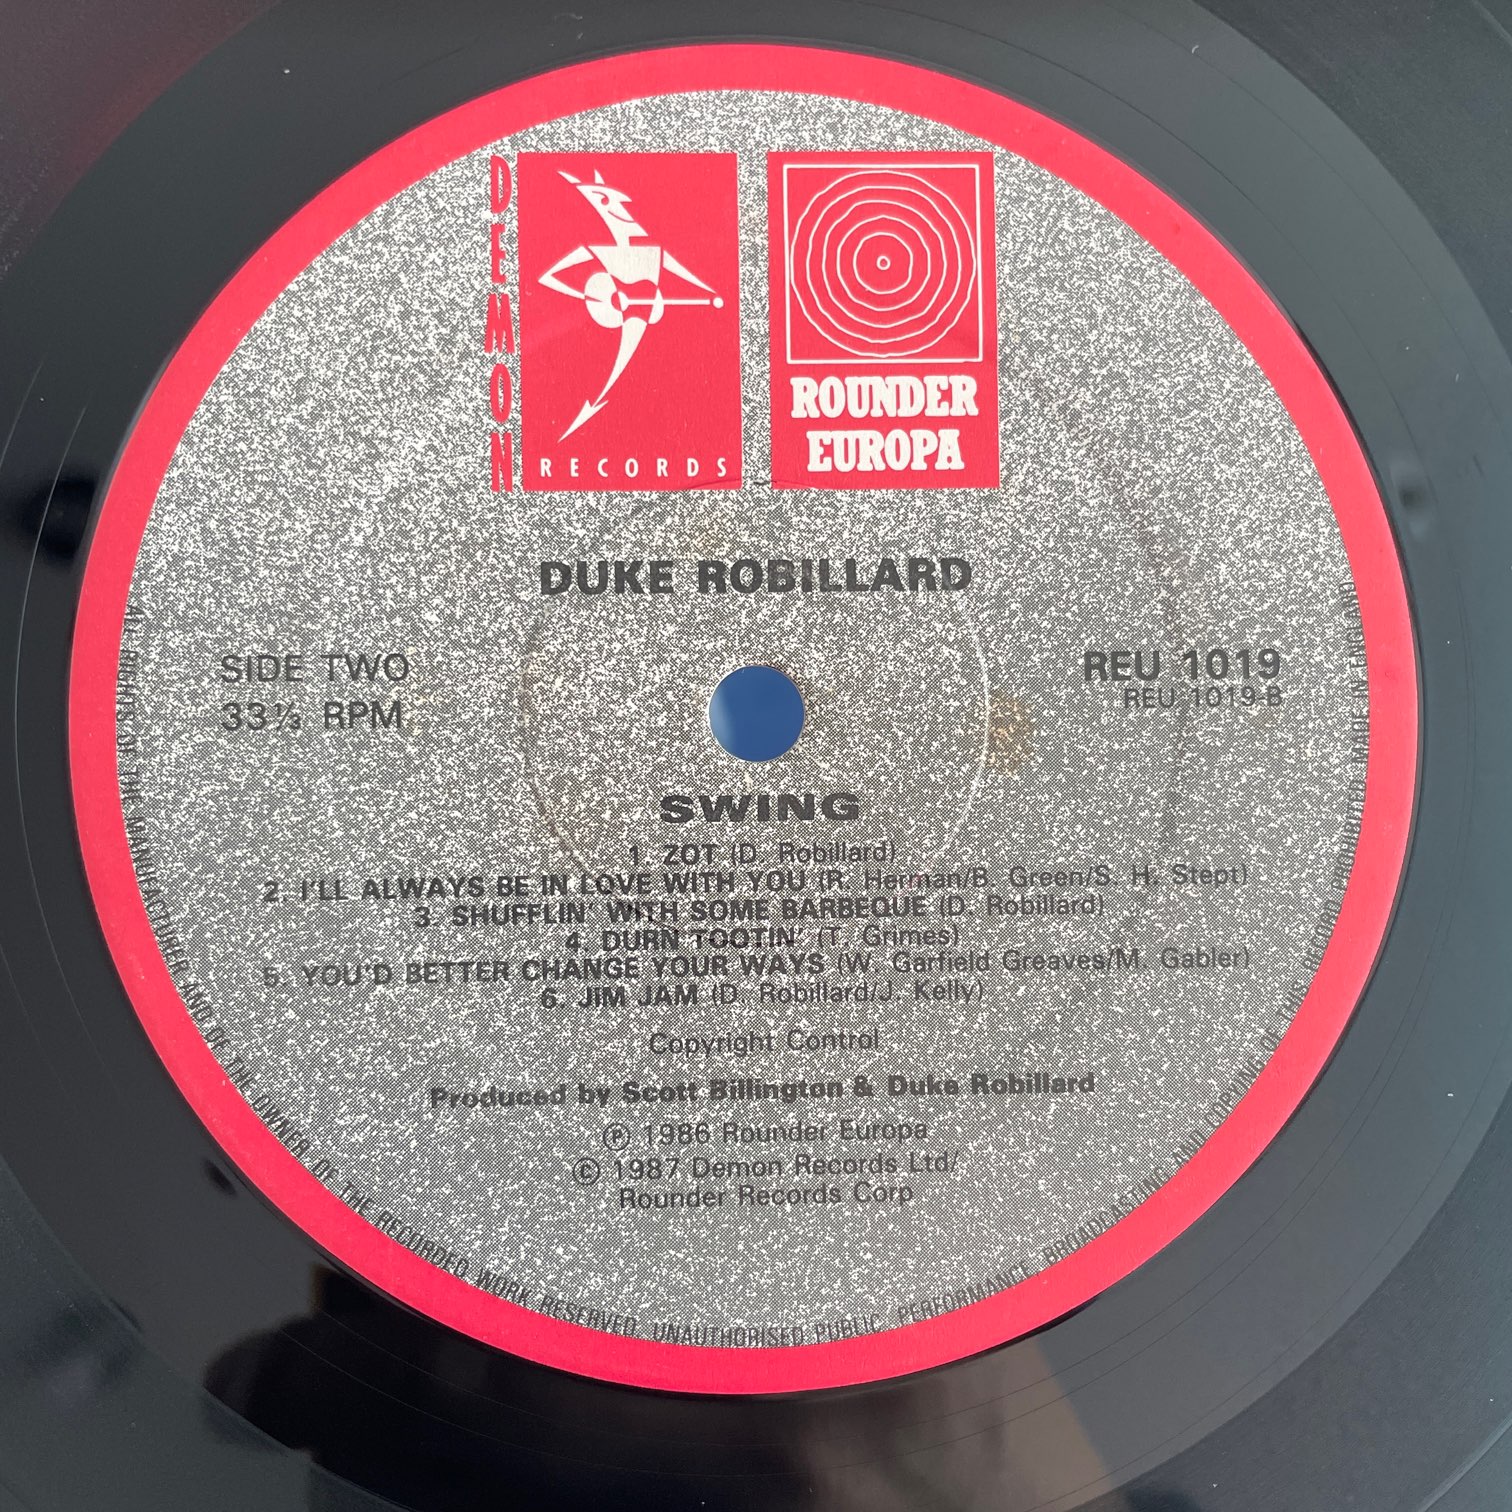 DEMON
RECORDS
ROUNDER
EUROPA
DUKE ROBILLARD
SIDE TWO
33⅓ RPM
REU 1019
REU 1019-B
SWING
1. ZOT (D. Robillard)
2. I'LL ALWAYS BE IN LOVE WITH YOU (R. Herman/B. Green/S. H. Stept)
3. SHUFFLIN' WITH SOME BARBEQUE (D. Robillard)
4. DURN TOOTIN' (T. Grimes)
5. YOU'D BETTER CHANGE YOUR WAYS (W. Garfield Greaves/M. Gabler)
6. JIM JAM (D. Robillard/J. Kelly)
Copyright Control
Produced by Scott Billington & Duke Robillard
Ⓟ 1986 Rounder Europa
© 1987 Demon Records Ltd/
Rounder Records Corp
ALL RIGHTS OF THE MANUFACTURER AND OF THE OWNER OF THE RECORDED WORK RESERVED. UNAUTHORISED PUBLIC PERFORMANCE, BROADCASTING AND COPYING OF THIS RECORD PROHIBITED.